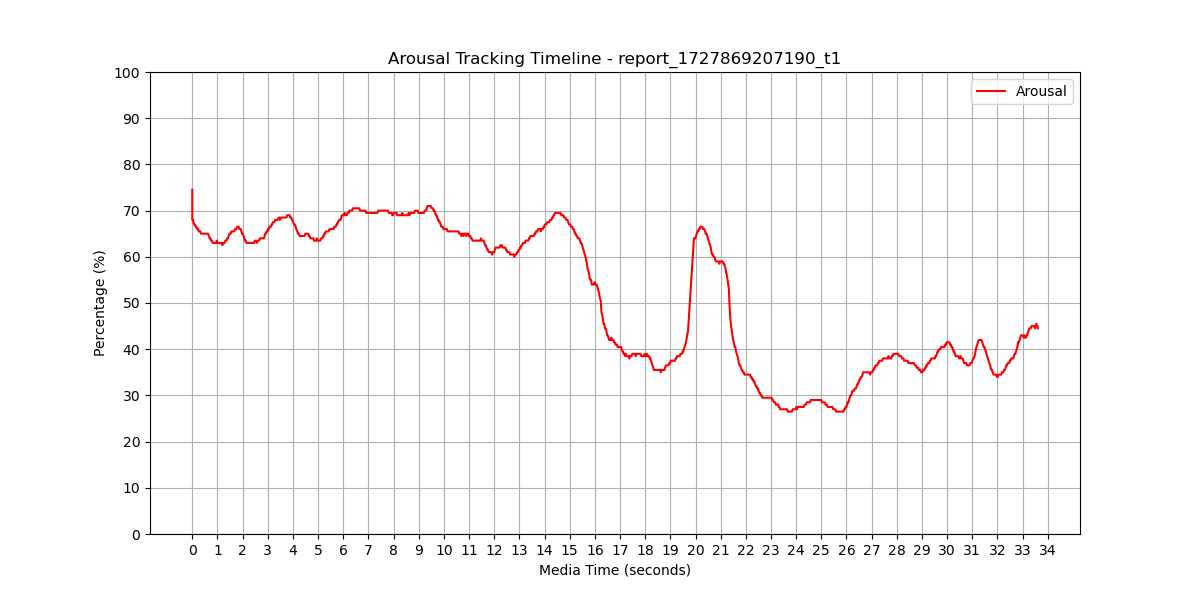 Arousal Tracking Timeline - report_1727869207190_t1
Arousal
100
90
80
70
60
50
40
30
20
10
0
Percentage (%)
0 1 2 3 4 5 6 7 8 9 10 11 12 13 14 15 16 17 18 19 20 21 22 23 24 25 26 27 28 29 30 31 32 33 34
Media Time (seconds)